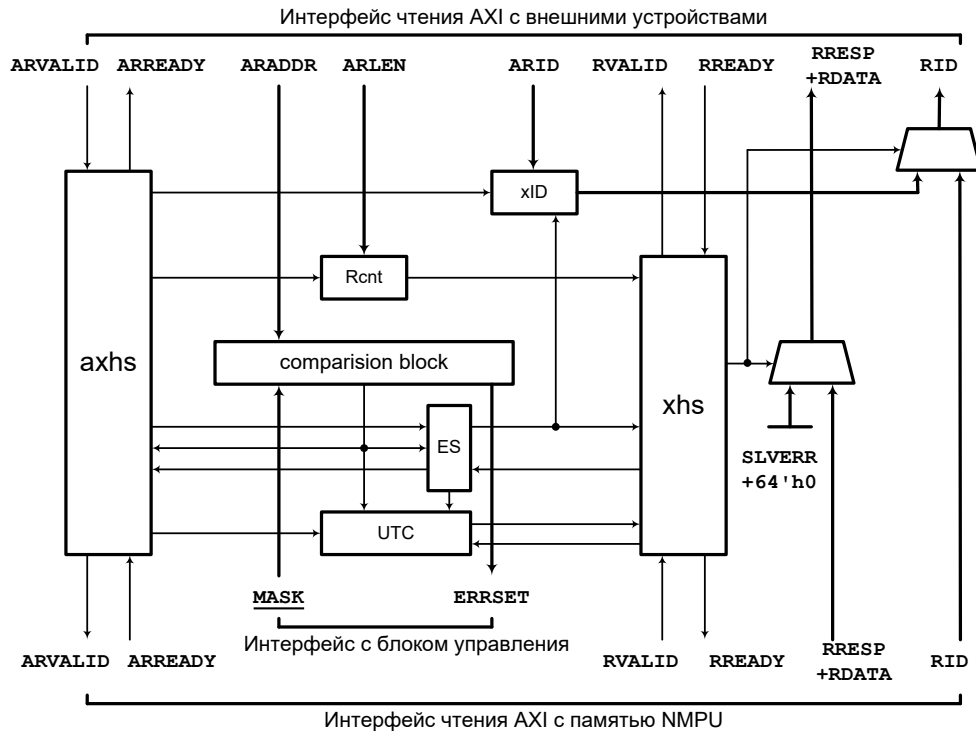 Интерфейс чтения AXI с внешними устройствами
ARVALID ARREADY ARADDR ARLEN ARID RVALID RREADY RRESP +RDATA RID
xID
Rcnt
axhs
comparision block
xhs
ES
SLVERR
+64'h0
UTC
MASK ERRSET
Интерфейс с блоком управления
ARVALID ARREADY RVALID RREADY RRESP +RDATA RID
Интерфейс чтения AXI с памятью NMPU